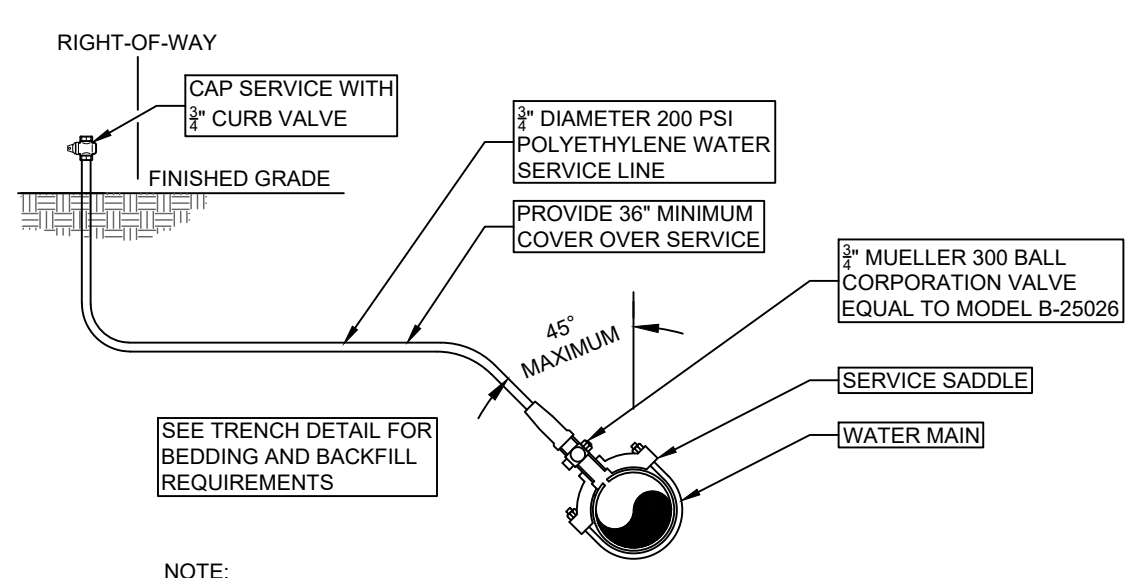 RIGHT-OF-WAY
CAP SERVICE WITH
3/4" CURB VALVE
FINISHED GRADE
3/4" DIAMETER 200 PSI
POLYETHYLENE WATER
SERVICE LINE
PROVIDE 36" MINIMUM
COVER OVER SERVICE
3/4" MUELLER 300 BALL
CORPORATION VALVE
EQUAL TO MODEL B-25026
45°
MAXIMUM
SERVICE SADDLE
WATER MAIN
SEE TRENCH DETAIL FOR
BEDDING AND BACKFILL
REQUIREMENTS
NOTE: